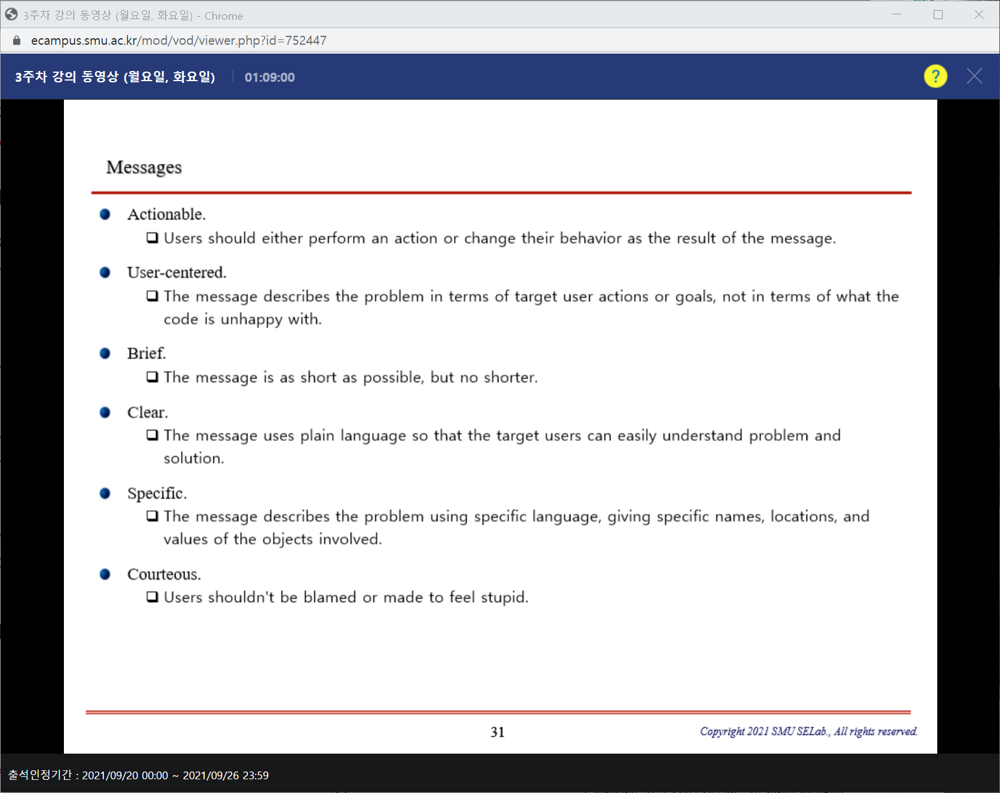 3주차 강의 동영상 (월요일, 화요일) - Chrome
ecampus.smu.ac.kr/mod/vod/viewer.php?id=752447
3주차 강의 동영상 (월요일, 화요일) 01:09:00 ?
Messages
Actionable.
Users should either perform an action or change their behavior as the result of the message.
User-centered.
The message describes the problem in terms of target user actions or goals, not in terms of what the
code is unhappy with.
Brief.
The message is as short as possible, but no shorter.
Clear.
The message uses plain language so that the target users can easily understand problem and
solution.
Specific.
The message describes the problem using specific language, giving specific names, locations, and
values of the objects involved.
Courteous.
Users shouldn't be blamed or made to feel stupid.
31
Copyright 2021 SMU SELab., All rights reserved.
출석인정기간 : 2021/09/20 00:00 ~ 2021/09/26 23:59